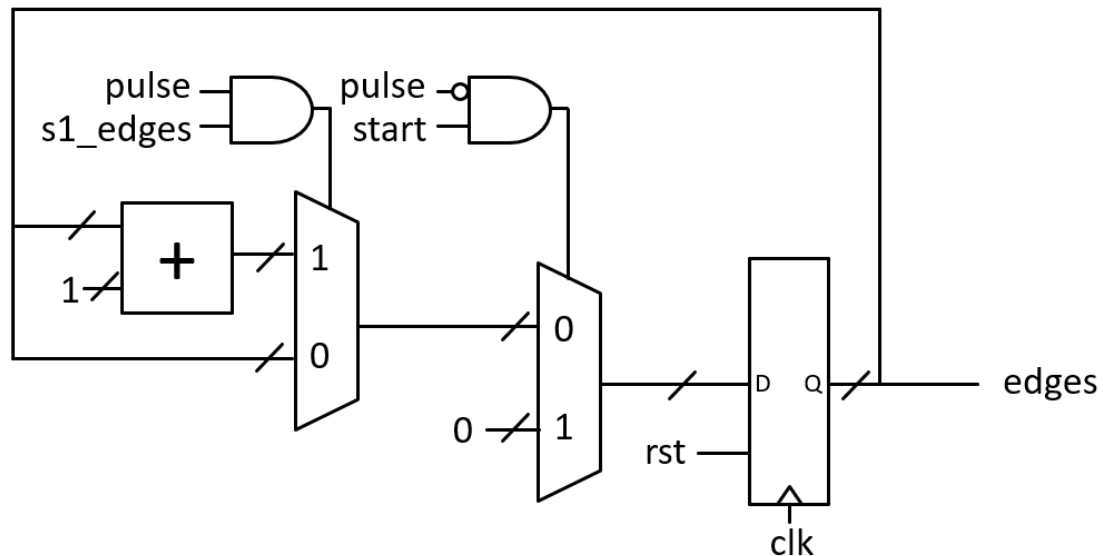 pulse
s1_edges
pulse
start
+
1
1
0
0
1
0
D
Q
edges
rst
clk